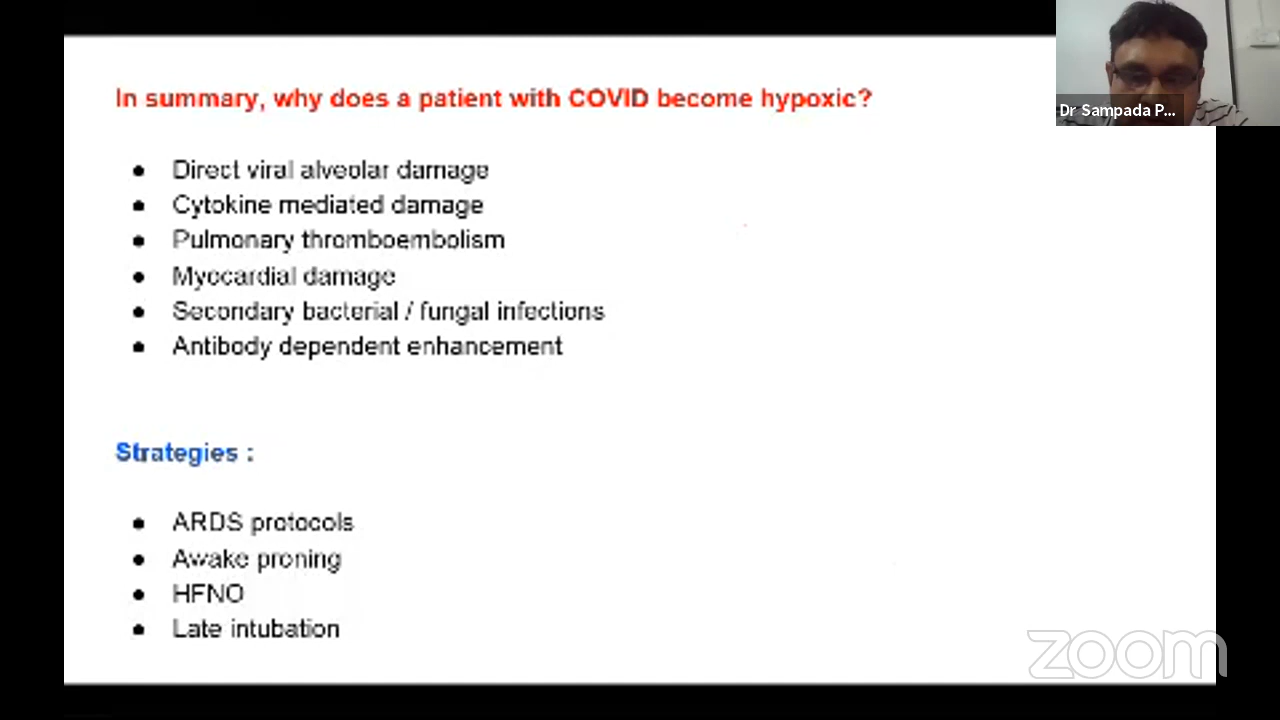 In summary, why does a patient with COVID become hypoxic?
Dr Sampada P...
● Direct viral alveolar damage
● Cytokine mediated damage
● Pulmonary thromboembolism
● Myocardial damage
● Secondary bacterial / fungal infections
● Antibody dependent enhancement
Strategies :
● ARDS protocols
● Awake proning
● HFNO
● Late intubation
zoom